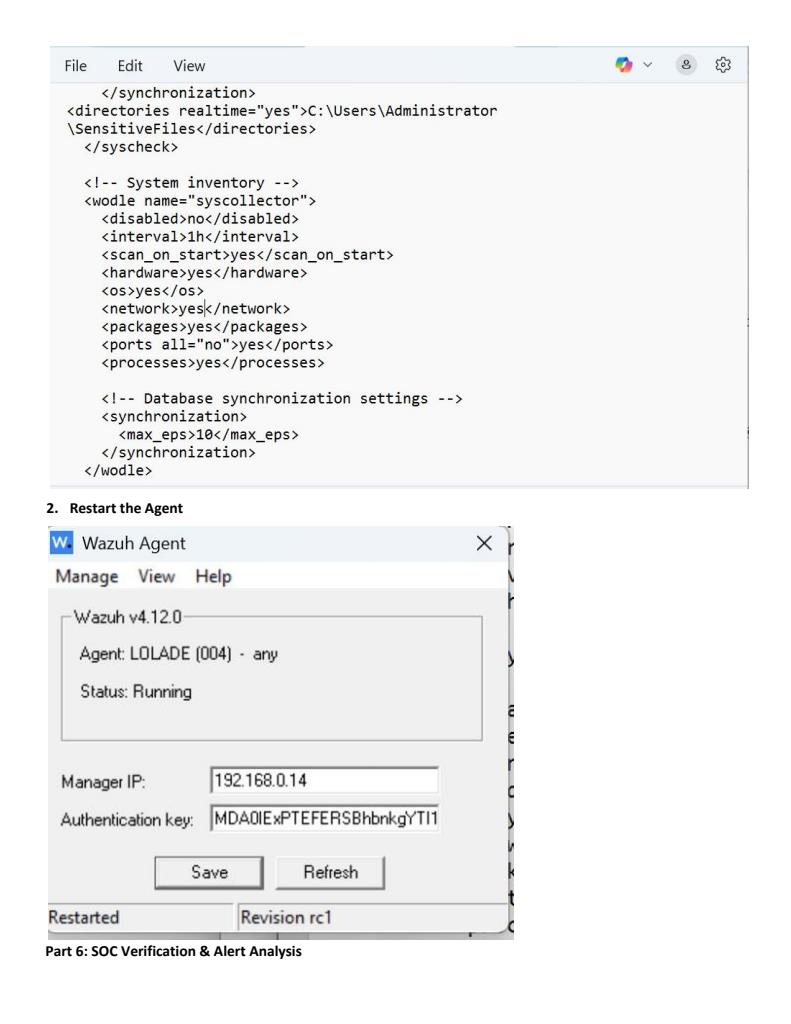 File Edit View
</synchronization>
<directories realtime="yes">C:\Users\Administrator
\SensitiveFiles</directories>
</syscheck>
<!-- System inventory -->
<wodle name="syscollector">
<disabled>no</disabled>
<interval>1h</interval>
<scan_on_start>yes</scan_on_start>
<hardware>yes</hardware>
<os>yes</os>
<network>yes</network>
<packages>yes</packages>
<ports all="no">yes</ports>
<processes>yes</processes>
<!-- Database synchronization settings -->
<synchronization>
<max_eps>10</max_eps>
</synchronization>
</wodle>
2. Restart the Agent
W. Wazuh Agent
Manage View Help
Wazuh v4.12.0
Agent: LOLADE (004) - any
Status: Running
Manager IP: 192.168.0.14
Authentication key:
Save Refresh
Restarted Revision rc1
Part 6: SOC Verification & Alert Analysis